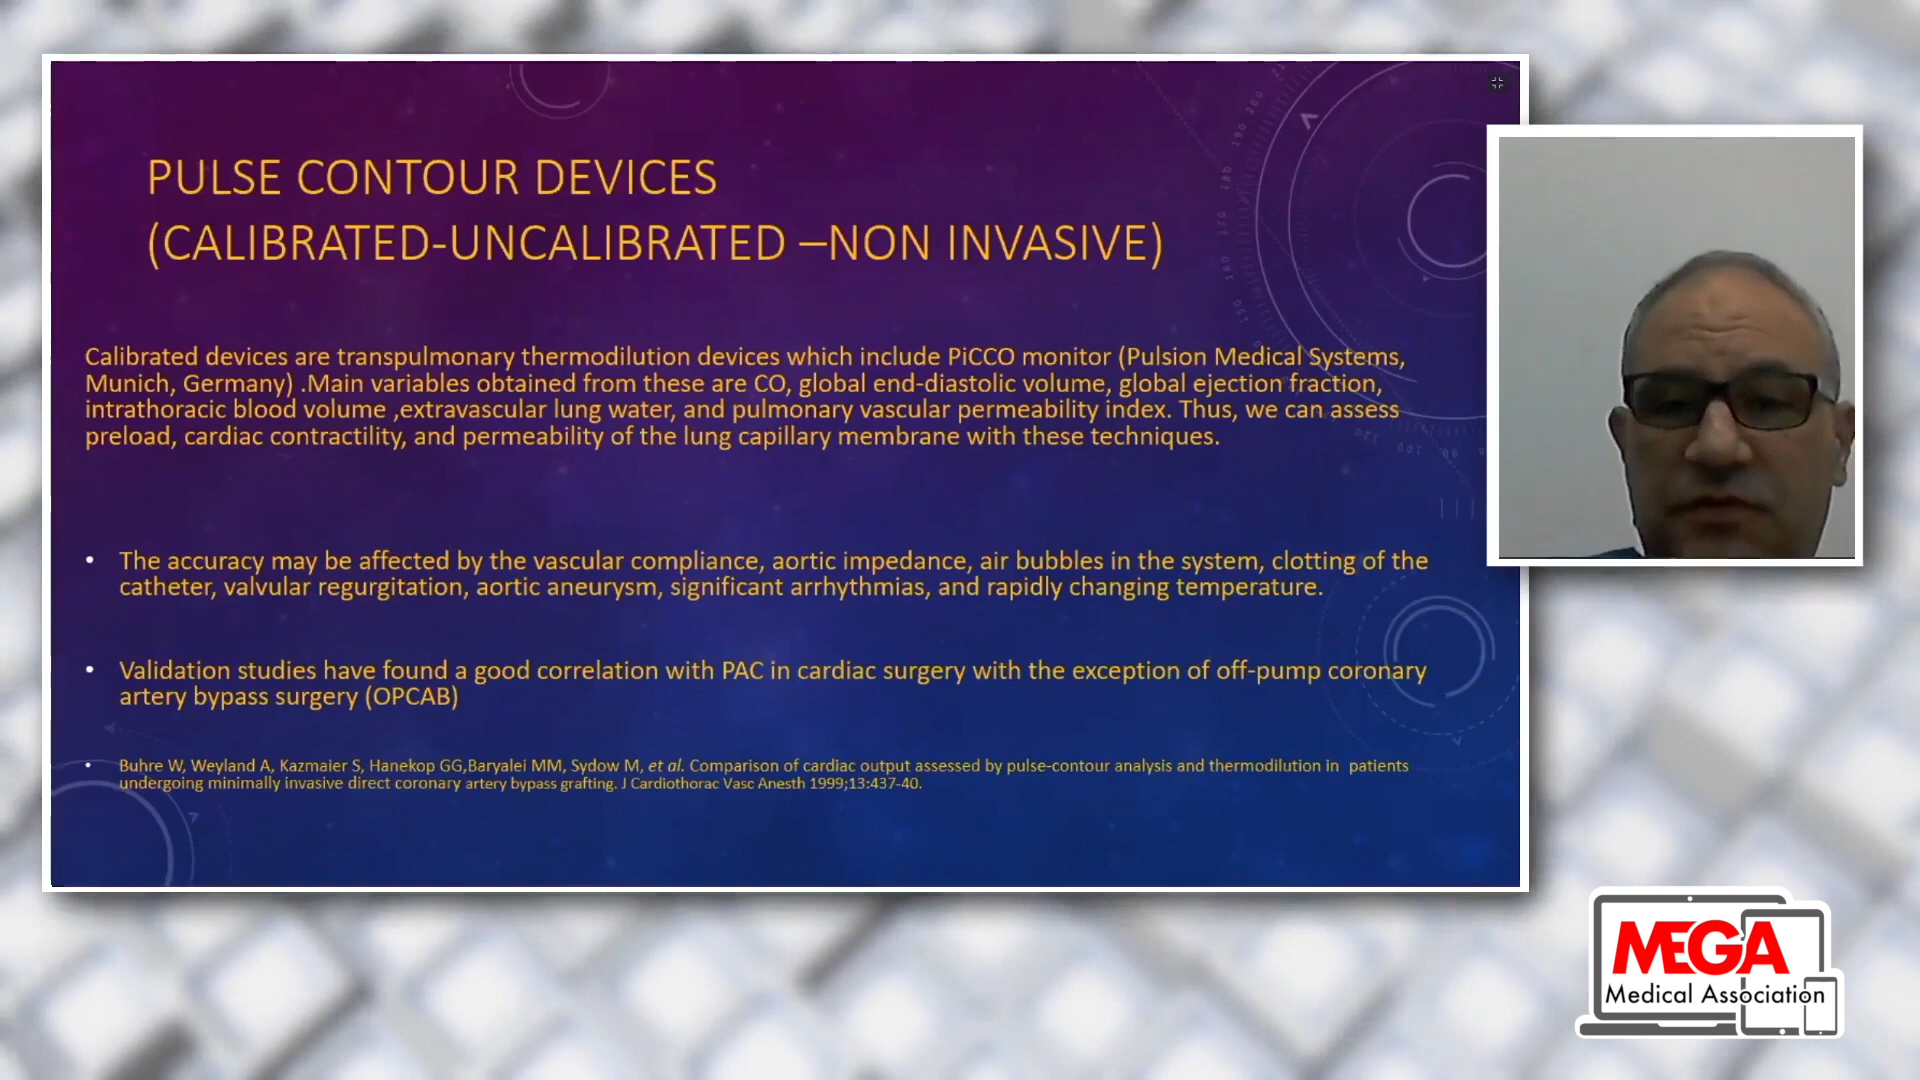 PULSE CONTOUR DEVICES
(CALIBRATED-UNCALIBRATED –NON INVASIVE)
Calibrated devices are transpulmonary thermodilution devices which include PiCCO monitor (Pulsion Medical Systems,
Munich, Germany) .Main variables obtained from these are CO, global end-diastolic volume, global ejection fraction,
intrathoracic blood volume ,extravascular lung water, and pulmonary vascular permeability index. Thus, we can assess
preload, cardiac contractility, and permeability of the lung capillary membrane with these techniques.
• The accuracy may be affected by the vascular compliance, aortic impedance, air bubbles in the system, clotting of the
catheter, valvular regurgitation, aortic aneurysm, significant arrhythmias, and rapidly changing temperature.
• Validation studies have found a good correlation with PAC in cardiac surgery with the exception of off-pump coronary
artery bypass surgery (OPCAB)
• Buhre W, Weyland A, Kazmaier S, Hanekop GG,Baryalei MM, Sydow M, et al. Comparison of cardiac output assessed by pulse-contour analysis and thermodilution in patients
undergoing minimally invasive direct coronary artery bypass grafting. J Cardiothorac Vasc Anesth 1999;13:437-40.
MEGA
Medical Association